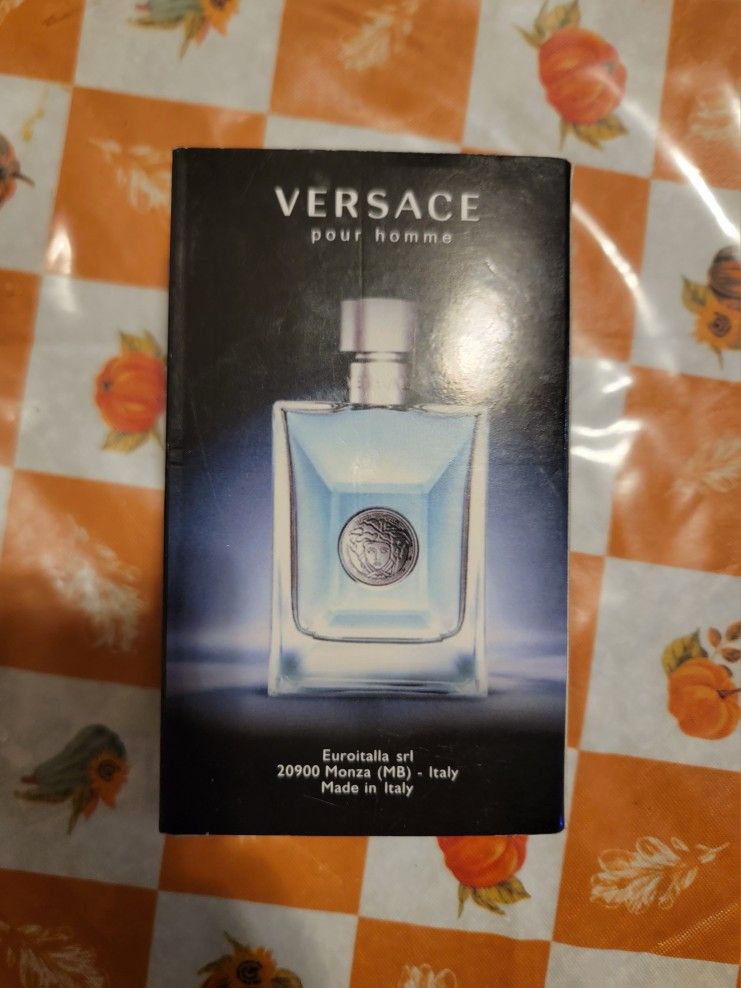 VERSACE
pour homme
Euroitalla srl
20900 Monza (MB) - Italy
Made in Italy